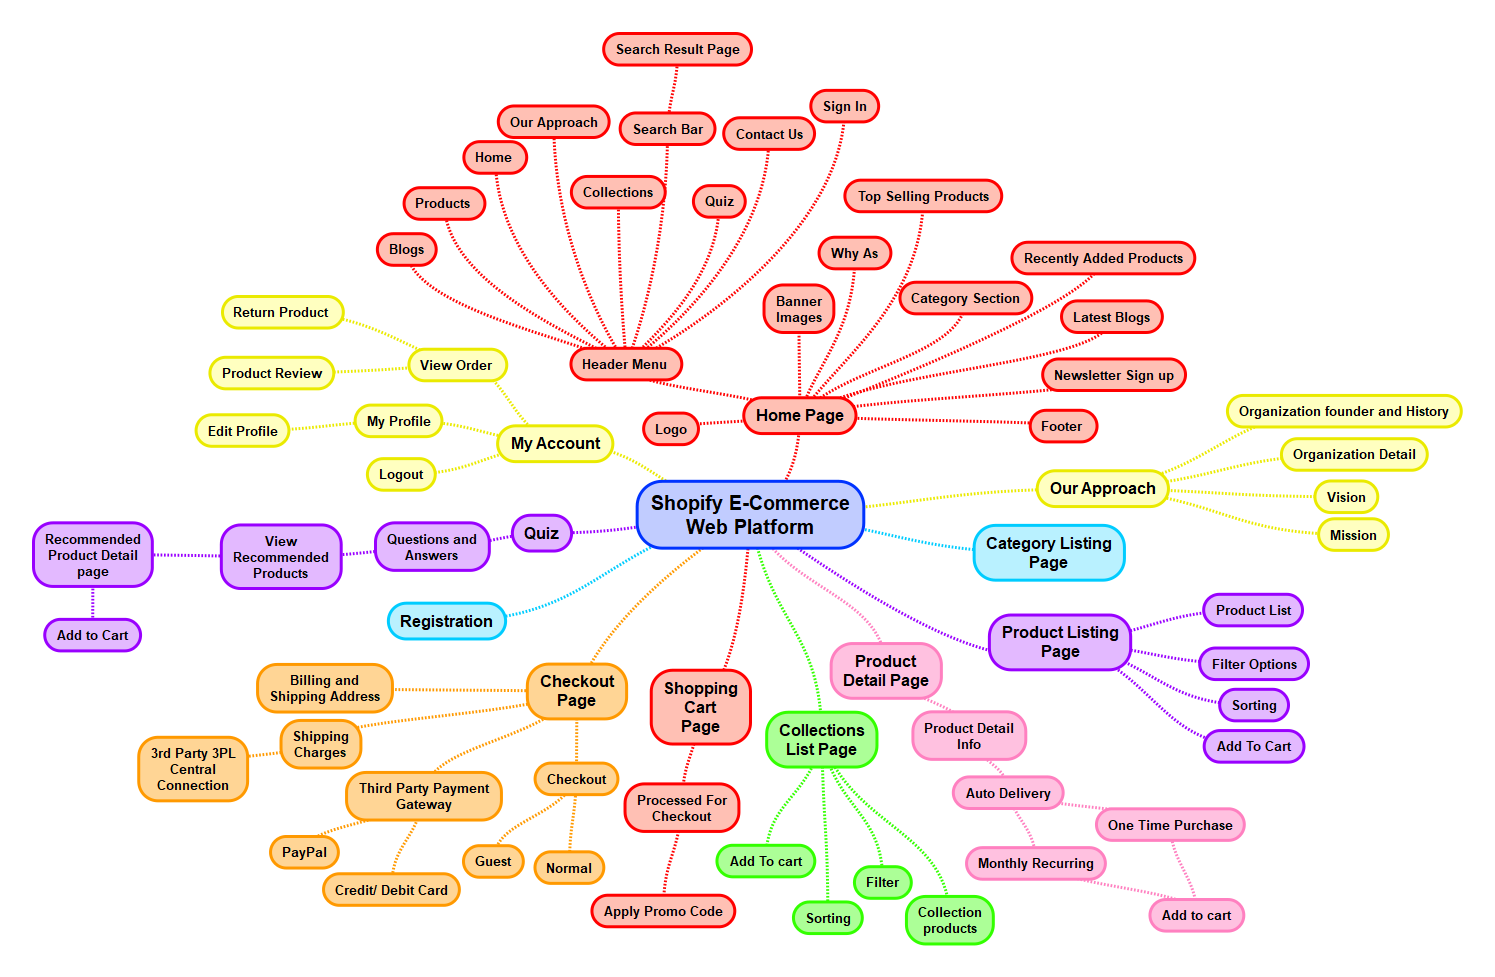 Search Result Page
Sign In
Our Approach
Search Bar
Contact Us
Home
Collections
Quiz
Top Selling Products
Products
Blogs
Why As
Recently Added Products
Banner
Images
Category Section
Latest Blogs
Return Product
View Order
Header Menu
Product Review
Newsletter Sign up
My Profile
Edit Profile
Logo
Home Page
Footer
Organization founder and History
My Account
Logout
Organization Detail
Our Approach
Vision
Mission
Shopify E-Commerce
Web Platform
Category Listing
Page
Quiz
Questions and
Answers
View
Recommended
Products
Recommended
Product Detail
page
Add to Cart
Registration
Product Listing
Page
Product List
Filter Options
Sorting
Add To Cart
Checkout
Page
Billing and
Shipping Address
Shipping
Charges
3rd Party 3PL
Central
Connection
Third Party Payment
Gateway
PayPal
Credit/ Debit Card
Checkout
Guest
Normal
Shopping
Cart
Page
Processed For
Checkout
Apply Promo Code
Collections
List Page
Add To cart
Sorting
Filter
Collection
products
Product
Detail Page
Product Detail
Info
Auto Delivery
One Time Purchase
Monthly Recurring
Add to cart